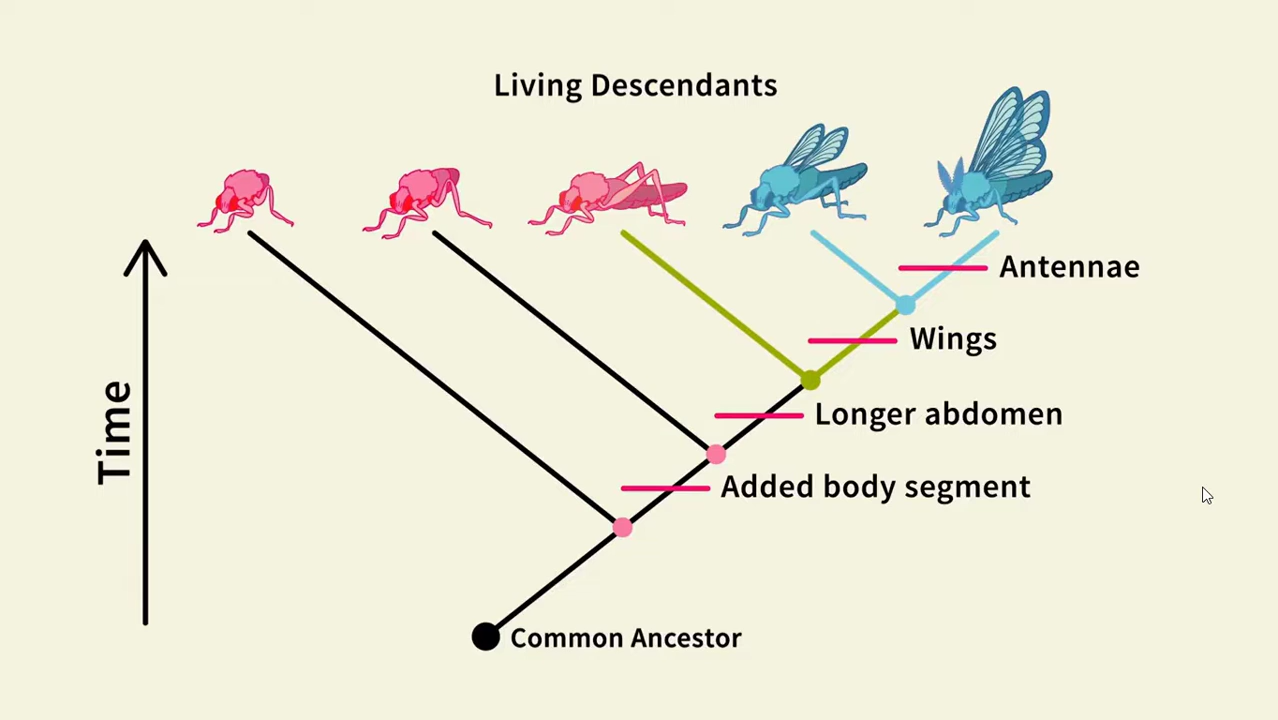 Living Descendants
Antennae
Wings
Longer abdomen
Added body segment
Time
Common Ancestor